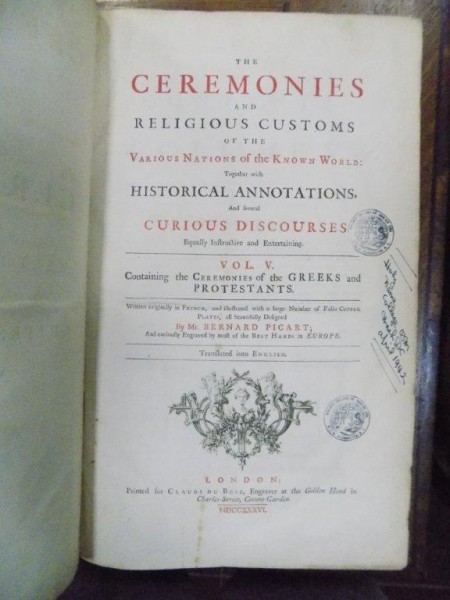 THE
CEREMONIES
AND
RELIGIOUS CUSTOMS
OF THE
VARIOUS NATIONS of the KNOWN WORLD:
Together with
HISTORICAL ANNOTATIONS,
And several
CURIOUS DISCOURSES
Equally Instructive and Entertaining.
VOL. V.
Containing the CEREMONIES of the GREEKS and
PROTESTANTS.
Written originally in FRENCH, and illustrated with a large Number of Folio COPPER
PLATES, all beautifully Designed
By Mr. BERNARD PICART;
And curiously Engraved by most of the BEST HANDS in EUROPE.
Translated into ENGLISH.
LONDON:
Printed for CLAUDE DU BOSC, Engraver at the Golden Head in
Charles-Street, Covent-Garden.
MDCCXXXVI.
april 1942